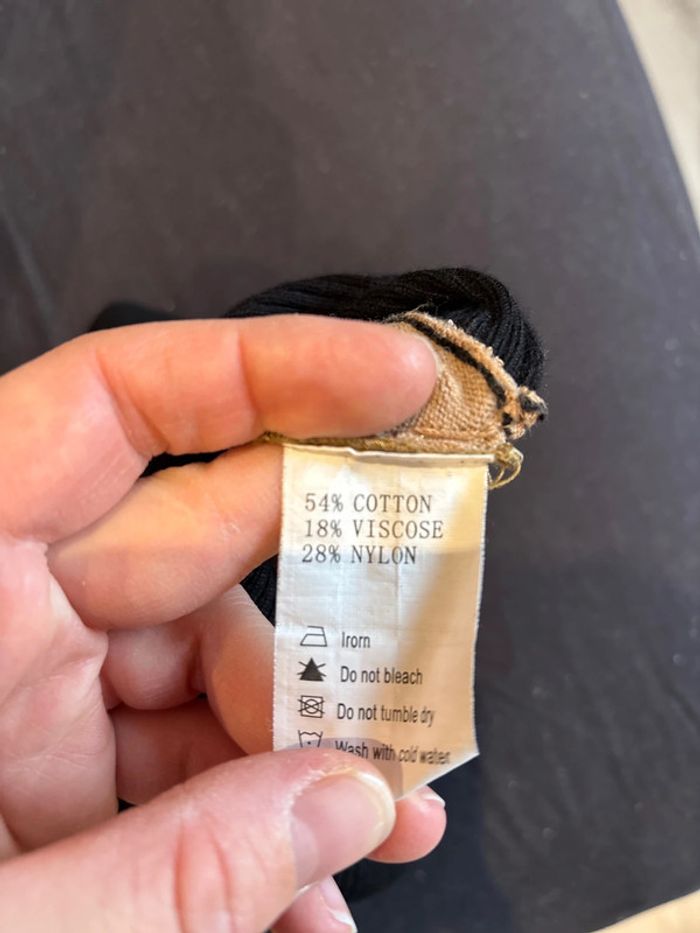 54% COTTON
18% VISCOSE
28% NYLON
Irorn
Do not bleach
Do not tumble dry
Wash with cold water